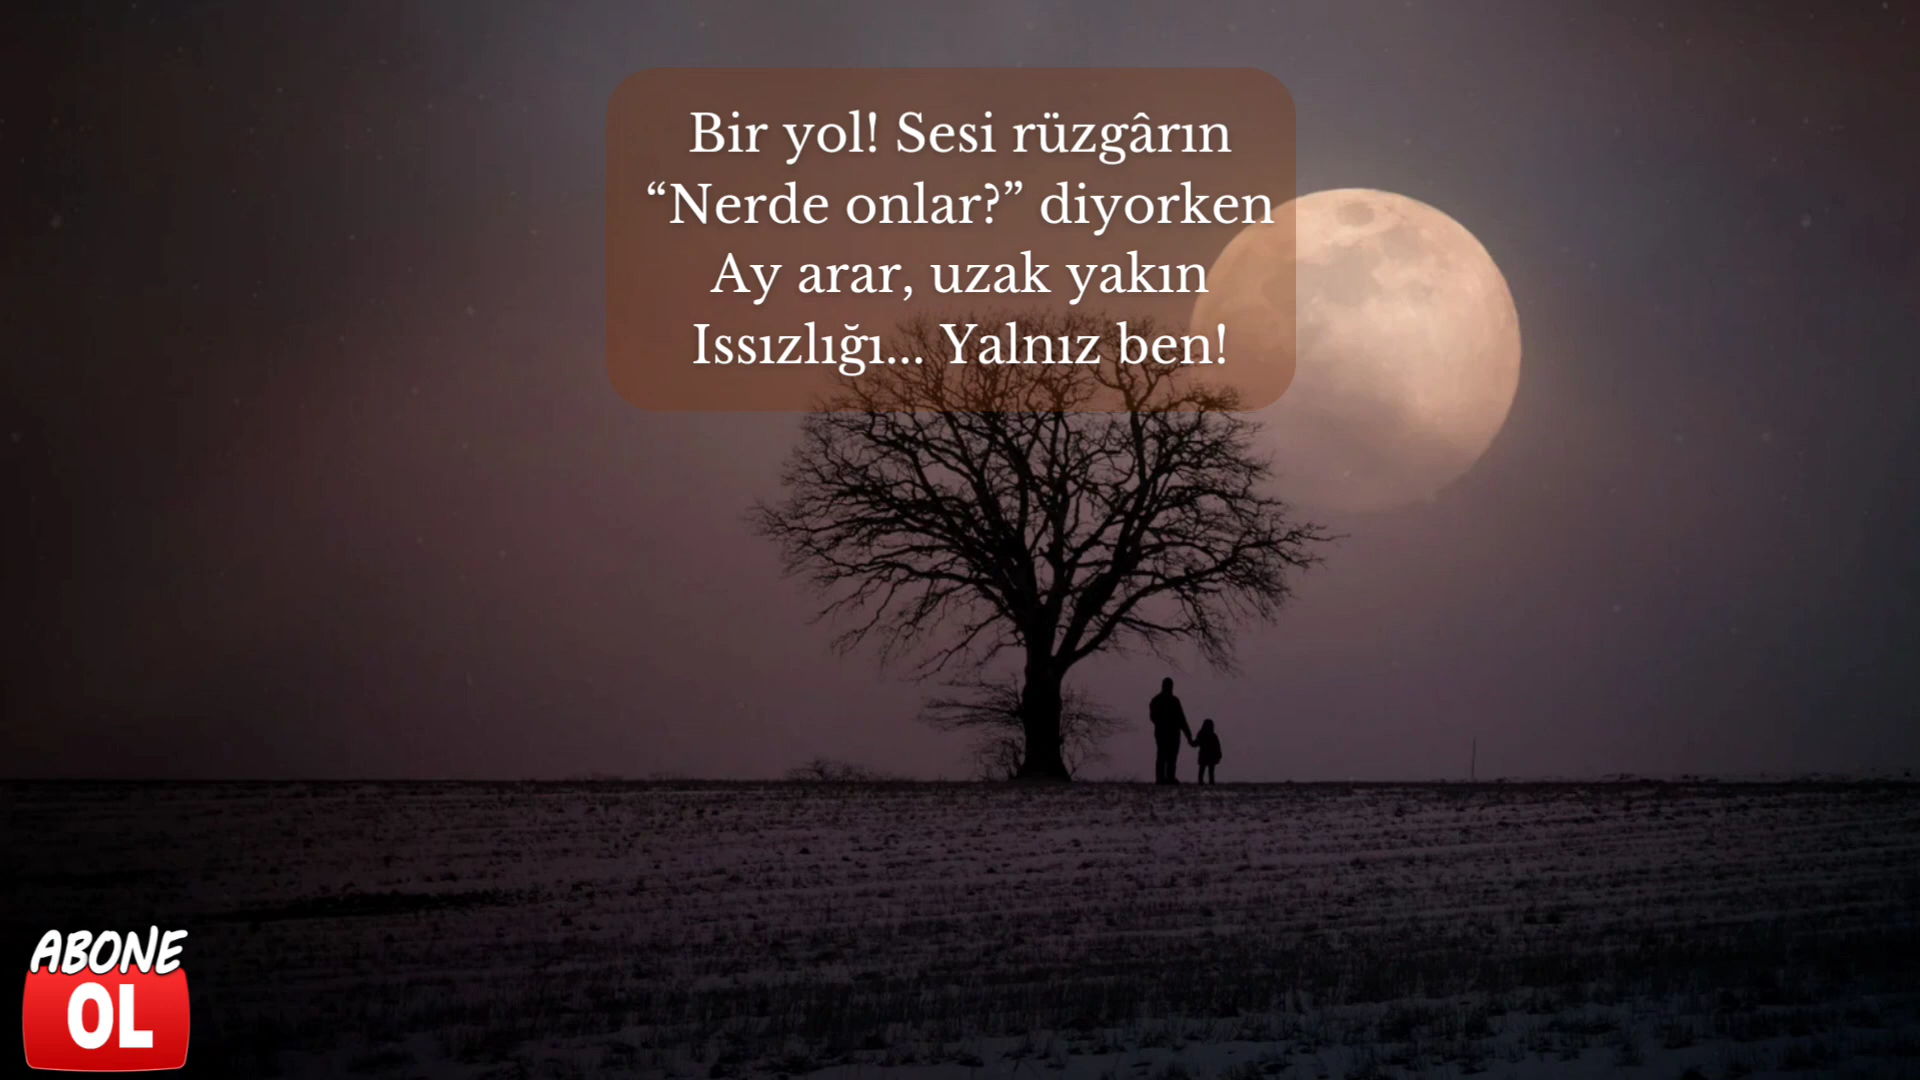 Bir yol! Sesi rüzgârın
“Nerde onlar?” diyorken
Ay arar, uzak yakın
Issızlığı... Yalnız ben!
ABONE
OL